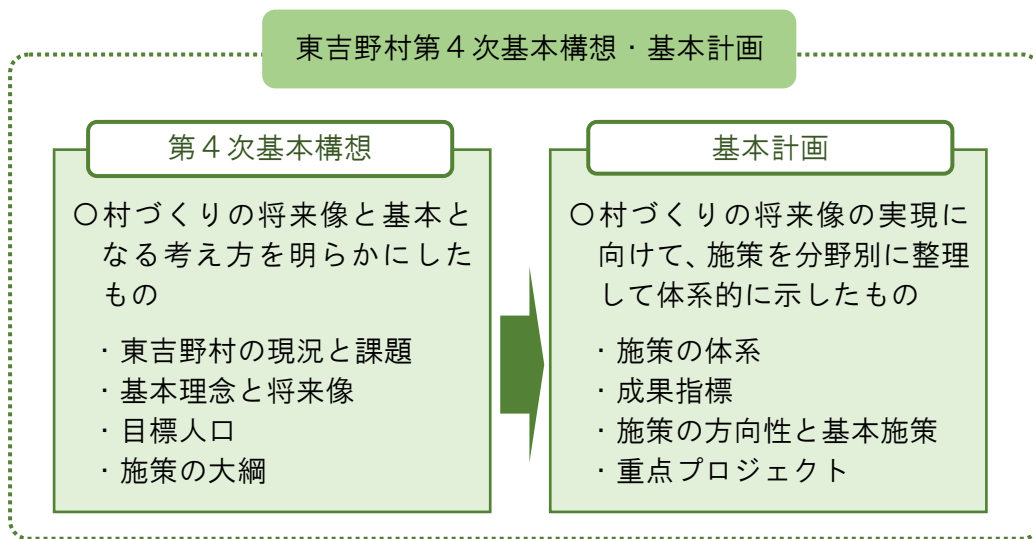 東吉野村第４次基本構想・基本計画
第４次基本構想
〇村づくりの将来像と基本と
なる考え方を明らかにした
もの
・東吉野村の現況と課題
・基本理念と将来像
・目標人口
・施策の大綱
基本計画
〇村づくりの将来像の実現に
向けて、施策を分野別に整理
して体系的に示したもの
・施策の体系
・成果指標
・施策の方向性と基本施策
・重点プロジェクト